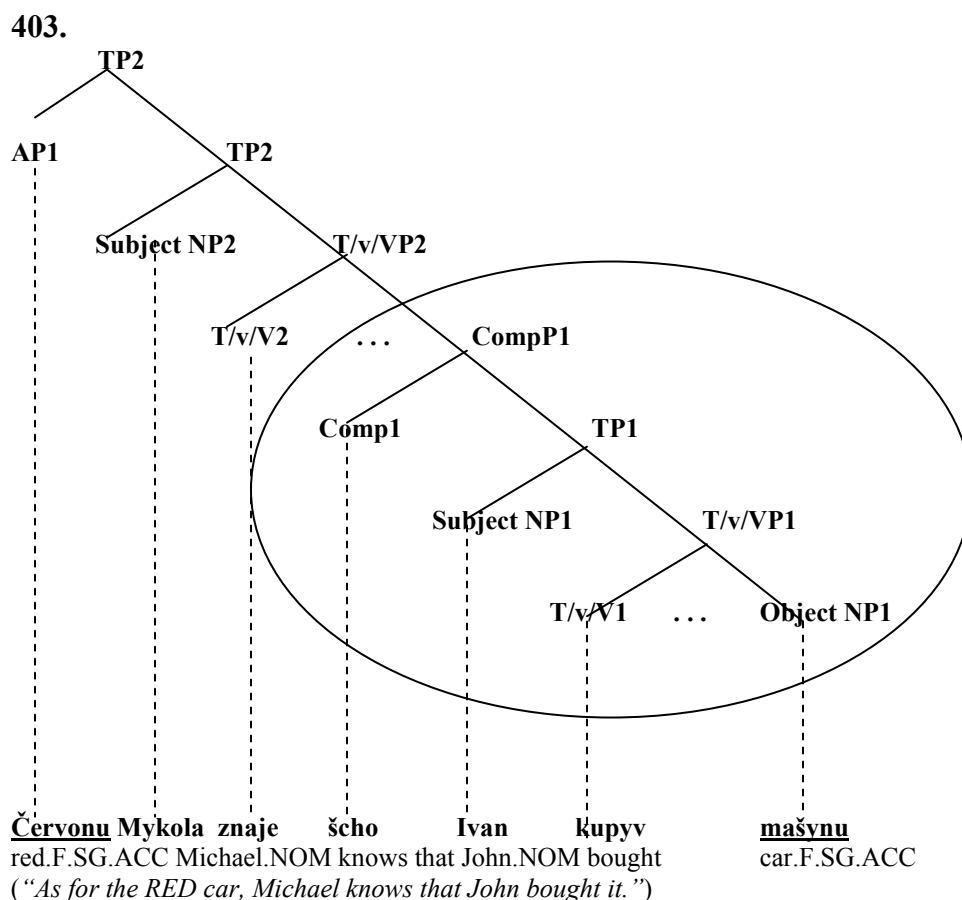 403.
TP2
AP1 TP2
Subject NP2 T/v/VP2
T/v/V2 . . . CompP1
Comp1 TP1
Subject NP1 T/v/VP1
T/v/V1 . . . Object NP1
Červonu Mykola znaje ščho Ivan kupyv mašynu
red.F.SG.ACC Michael.NOM knows that John.NOM bought car.F.SG.ACC
(“As for the RED car, Michael knows that John bought it.”)